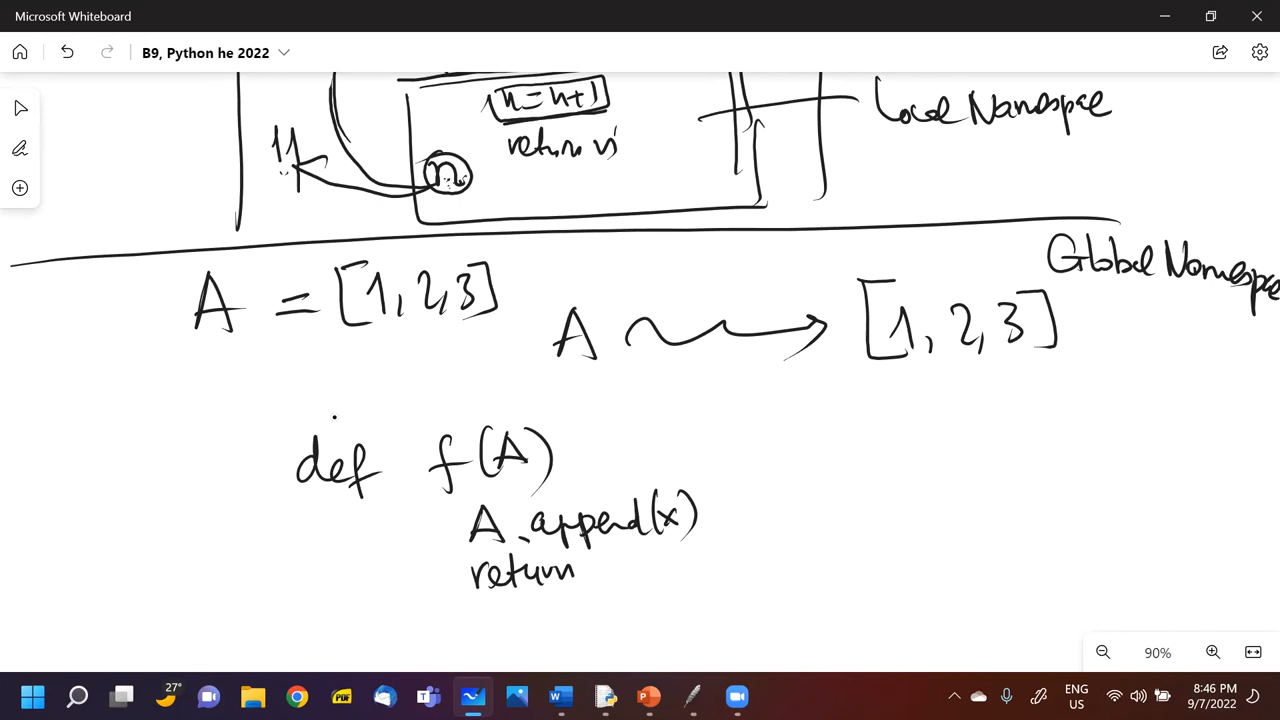 Microsoft Whiteboard
B9, Python he 2022
n = n+1
Local Namespace
return n
11
n
Global Namespace
A = [1, 2, 3]
A [1, 2, 3]
def f(A)
A.append(x)
return
90%
27°
ENG
US
8:46 PM
9/7/2022